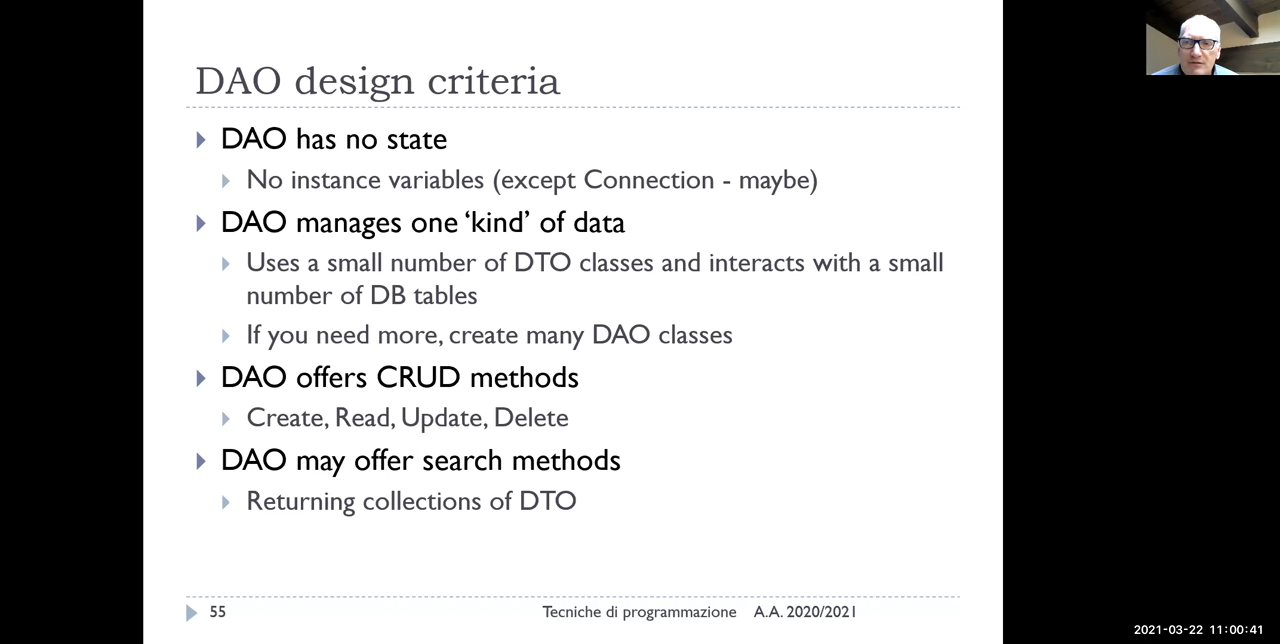 DAO design criteria
DAO has no state
No instance variables (except Connection - maybe)
DAO manages one ‘kind’ of data
Uses a small number of DTO classes and interacts with a small
number of DB tables
If you need more, create many DAO classes
DAO offers CRUD methods
Create, Read, Update, Delete
DAO may offer search methods
Returning collections of DTO
55 Tecniche di programmazione A.A. 2020/2021
2021-03-22 11:00:41